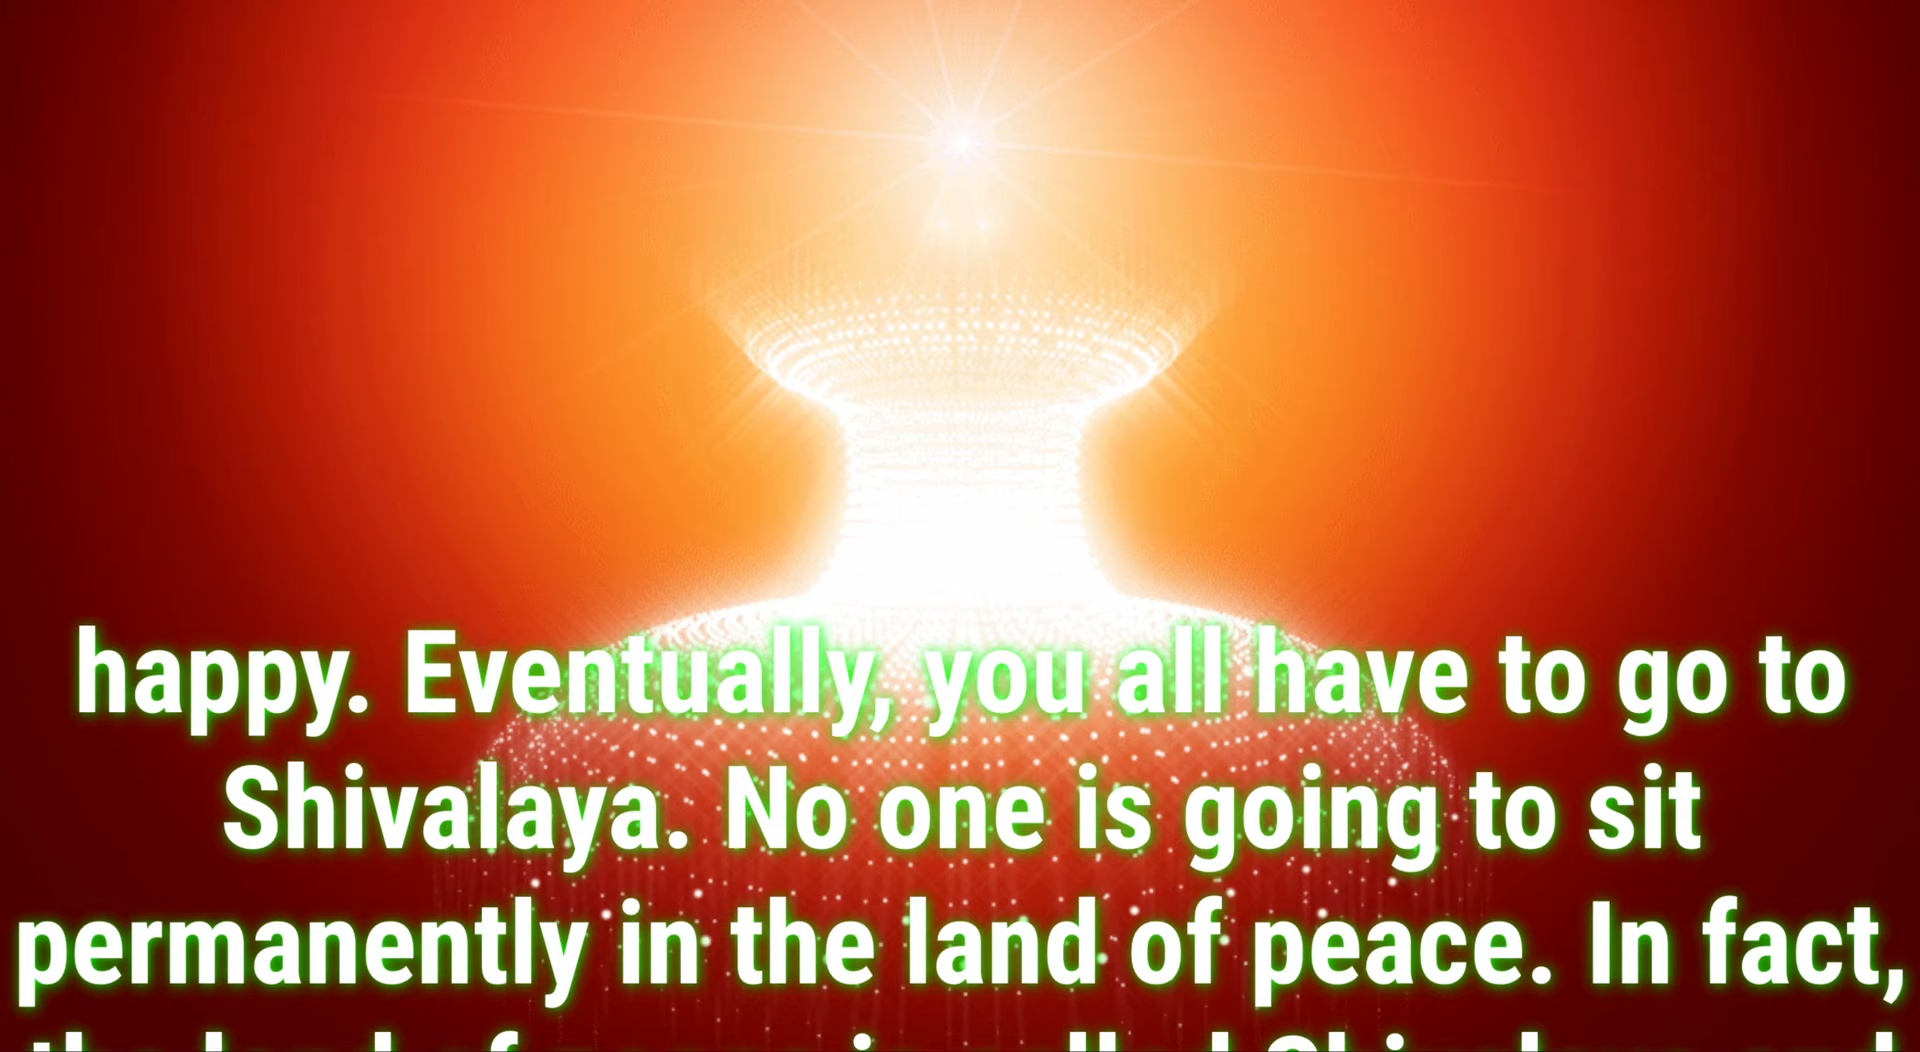 happy. Eventually, you all have to go to
Shivalaya. No one is going to sit
permanently in the land of peace. In fact,